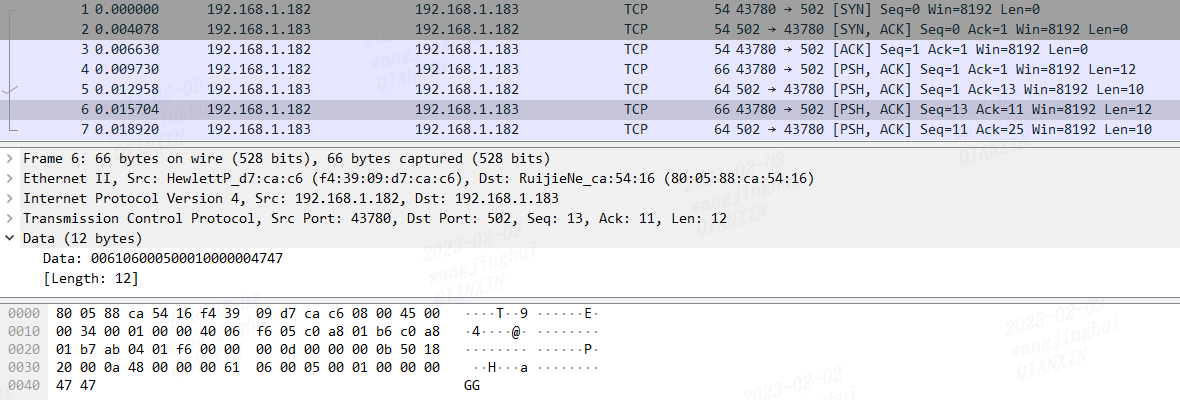 1 0.000000 192.168.1.182 192.168.1.183 TCP 54 43780 → 502 [SYN] Seq=0 Win=8192 Len=0
2 0.004078 192.168.1.183 192.168.1.182 TCP 54 502 → 43780 [SYN, ACK] Seq=0 Ack=1 Win=8192 Len=0
3 0.006630 192.168.1.182 192.168.1.183 TCP 54 43780 → 502 [ACK] Seq=1 Ack=1 Win=8192 Len=0
4 0.009730 192.168.1.182 192.168.1.183 TCP 66 43780 → 502 [PSH, ACK] Seq=1 Ack=1 Win=8192 Len=12
5 0.012958 192.168.1.183 192.168.1.182 TCP 64 502 → 43780 [PSH, ACK] Seq=1 Ack=13 Win=8192 Len=10
6 0.015704 192.168.1.182 192.168.1.183 TCP 66 43780 → 502 [PSH, ACK] Seq=13 Ack=11 Win=8192 Len=12
7 0.018920 192.168.1.183 192.168.1.182 TCP 64 502 → 43780 [PSH, ACK] Seq=11 Ack=25 Win=8192 Len=10
Frame 6: 66 bytes on wire (528 bits), 66 bytes captured (528 bits)
Ethernet II, Src: HewlettP_d7:ca:c6 (f4:39:09:d7:ca:c6), Dst: RuijieNe_ca:54:16 (80:05:88:ca:54:16)
Internet Protocol Version 4, Src: 192.168.1.182, Dst: 192.168.1.183
Transmission Control Protocol, Src Port: 43780, Dst Port: 502, Seq: 13, Ack: 11, Len: 12
Data (12 bytes)
Data: 006106000500010000004747
[Length: 12]
0000 80 05 88 ca 54 16 f4 39 09 d7 ca c6 08 00 45 00 ····T··9 ······E·
0010 00 34 00 01 00 00 40 06 f6 05 c0 a8 01 b6 c0 a8 ·4····@· ········
0020 01 b7 ab 04 01 f6 00 00 00 0d 00 00 00 0b 50 18 ········ ······P·
0030 20 00 0a 48 00 00 00 61 06 00 05 00 01 00 00 00 ··H···a ········
0040 47 47 GG
2023-02-02
wangjinghui
QIANXIN
2023-02-02
wangjinghui
QIANXIN
2023-02-02
wangjinghui
QIANXIN
2023-02-02